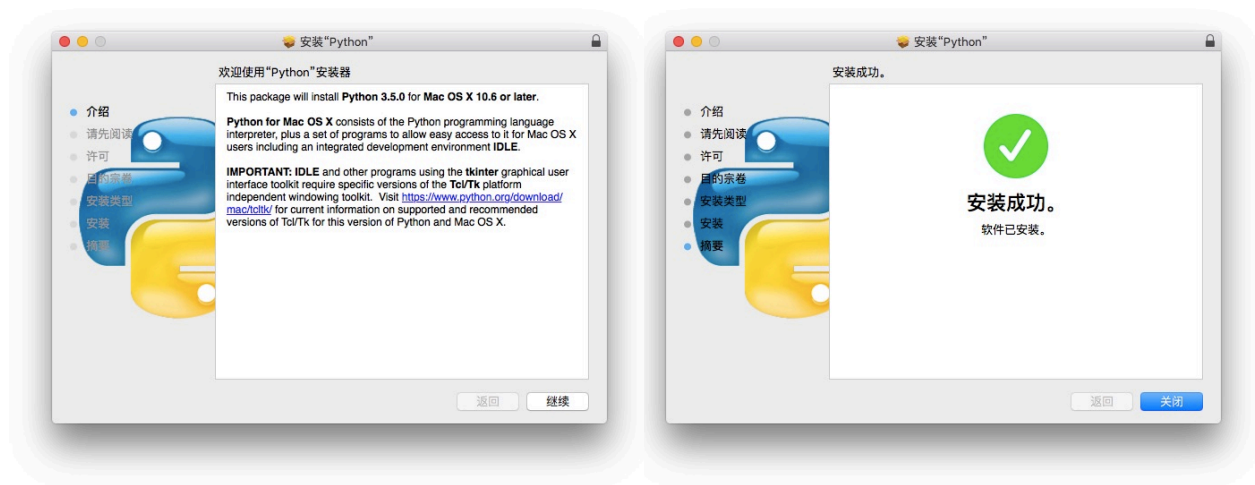 安装“Python”
欢迎使用“Python”安装器
介绍
请先阅读
许可
目的宗卷
安装类型
安装
摘要
This package will install Python 3.5.0 for Mac OS X 10.6 or later.
Python for Mac OS X consists of the Python programming language
interpreter, plus a set of programs to allow easy access to it for Mac OS X
users including an integrated development environment IDLE.
IMPORTANT: IDLE and other programs using the tkinter graphical user
interface toolkit require specific versions of the Tcl/Tk platform
independent windowing toolkit. Visit https://www.python.org/download/
mac/tcltk/ for current information on supported and recommended
versions of Tcl/Tk for this version of Python and Mac OS X.
返回
继续
安装“Python”
安装成功。
介绍
请先阅读
许可
目的宗卷
安装类型
安装
摘要
安装成功。
软件已安装。
返回
关闭